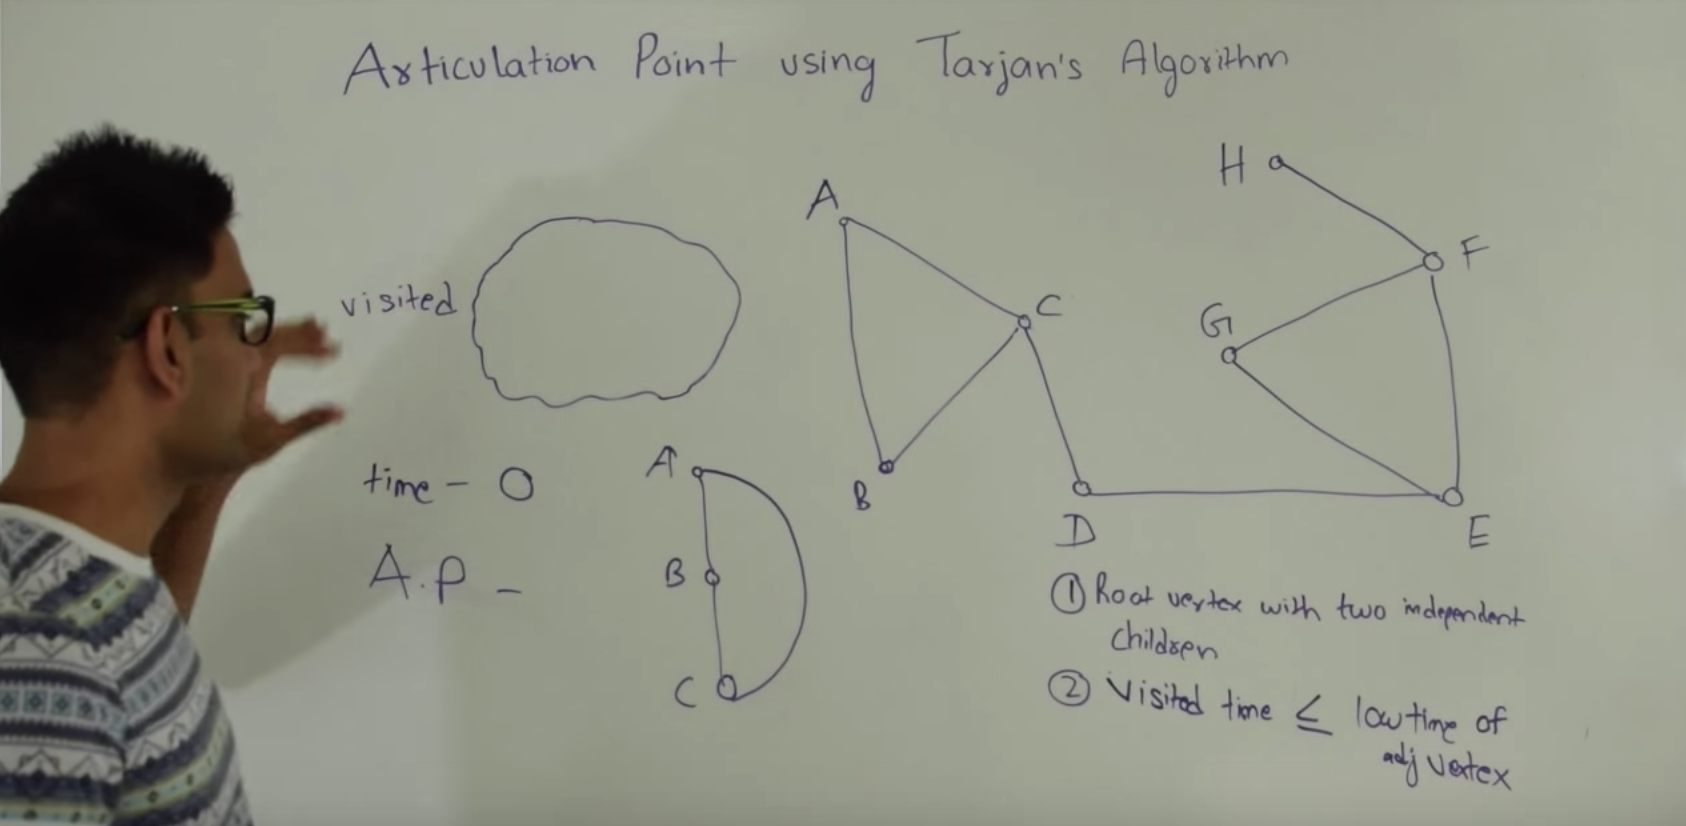 Articulation Point using Tarjan's Algorithm
visited
time - 0
A.P -
A
B
C
A
B
C
D
E
F
G
H
① Root vertex with two independent
children
② Visited time ≤ low time of
adj vertex